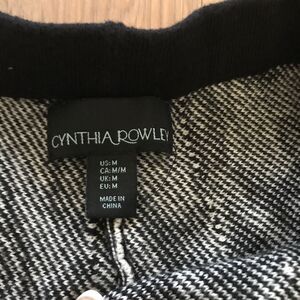 CYNTHIA ROWLEY
US: M
CA: M/M
UK: M
EU: M
MADE IN
CHINA